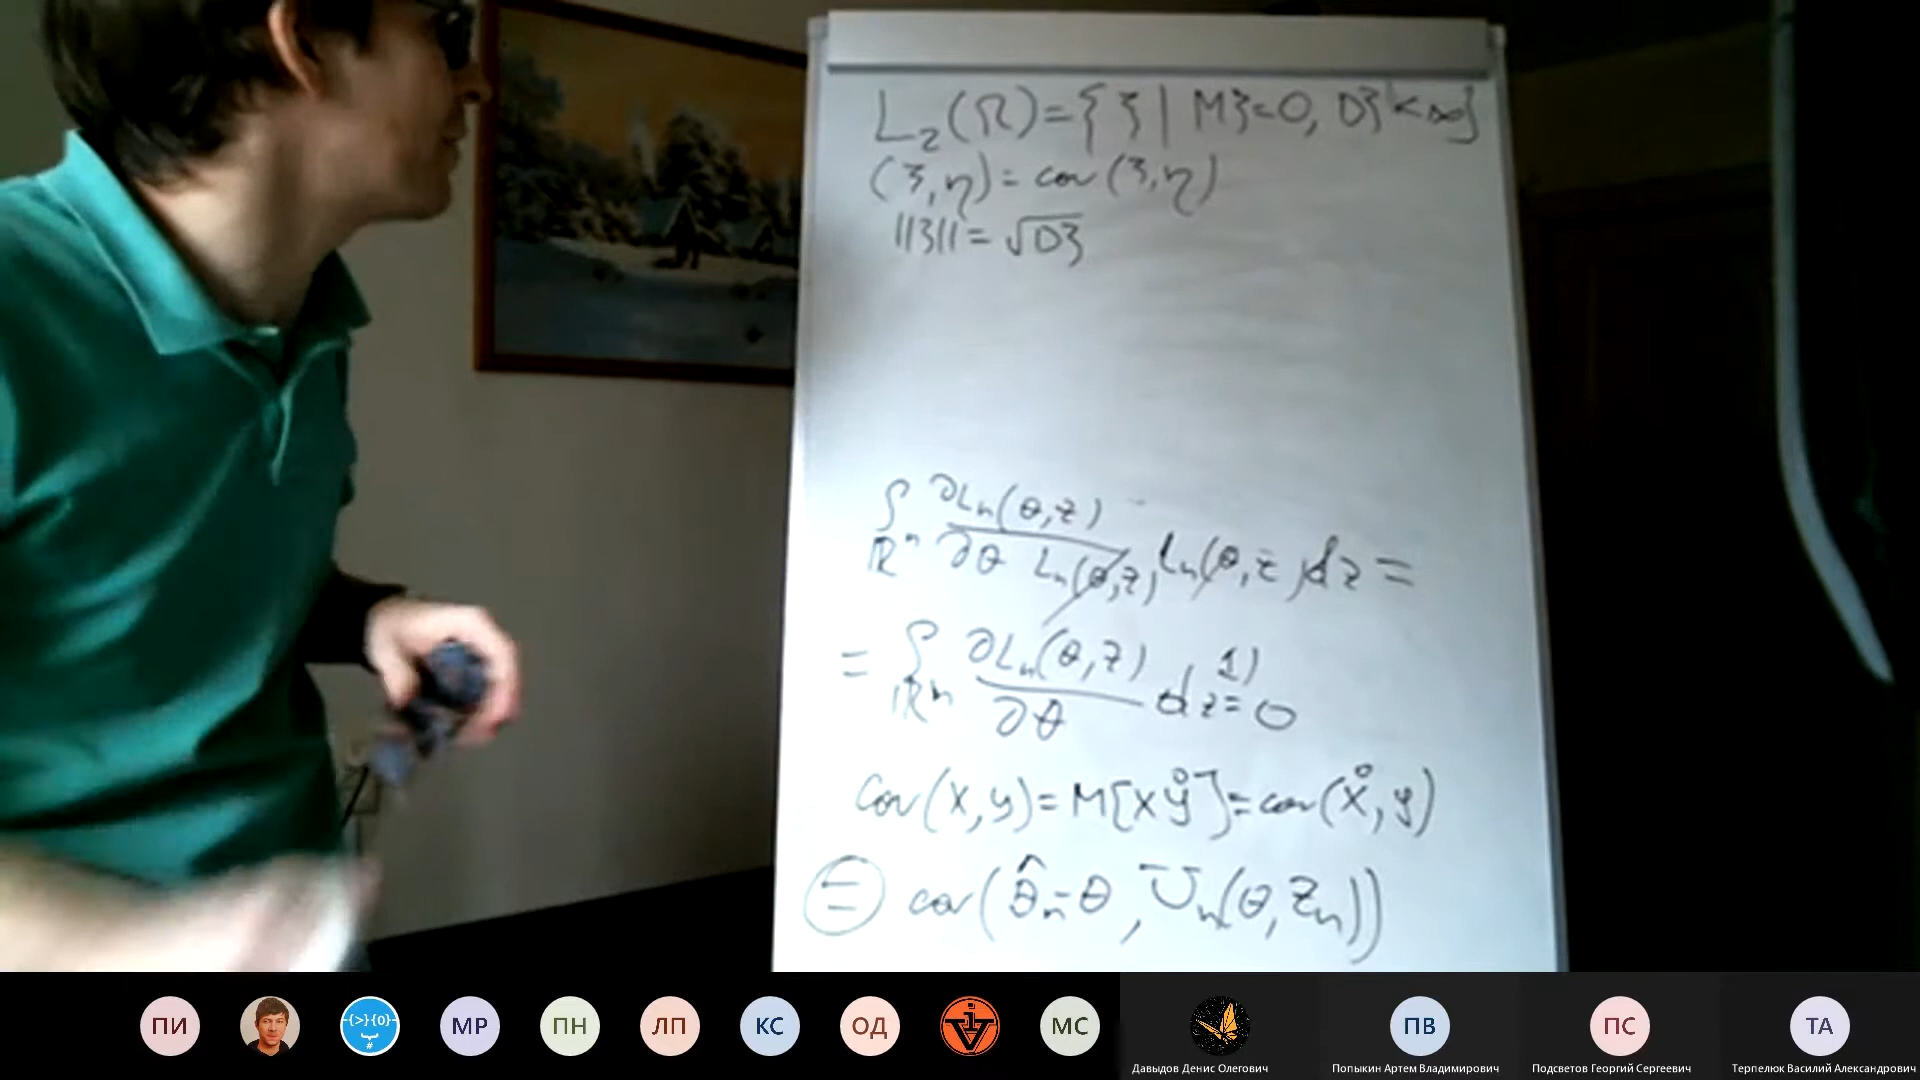 L₂(Ω)={ξ | Mξ=0, Dξ<∞}
(ξ,η)=cov(ξ,η)
||ξ||=√Dξ
∫_{ℝⁿ} ∂Lₙ(θ,z)/(∂θ Lₙ(θ,z)) Lₙ(θ,z)dz=
= ∫_{ℝⁿ} ∂Lₙ(θ,z)/∂θ dz 1)= 0
cov(x,y)=M[xẙ]=cov(x̊,y)
= cov(θ̂ₙ-θ, Uₙ(θ,Zₙ))
ПИ
-{>}{0}-
#
МР
ПН
ЛП
КС
ОД
МС
ПВ
ПС
ТА
Давыдов Денис Олегович
Попыкин Артем Владимирович
Подсветов Георгий Сергеевич
Терпелюк Василий Александрович